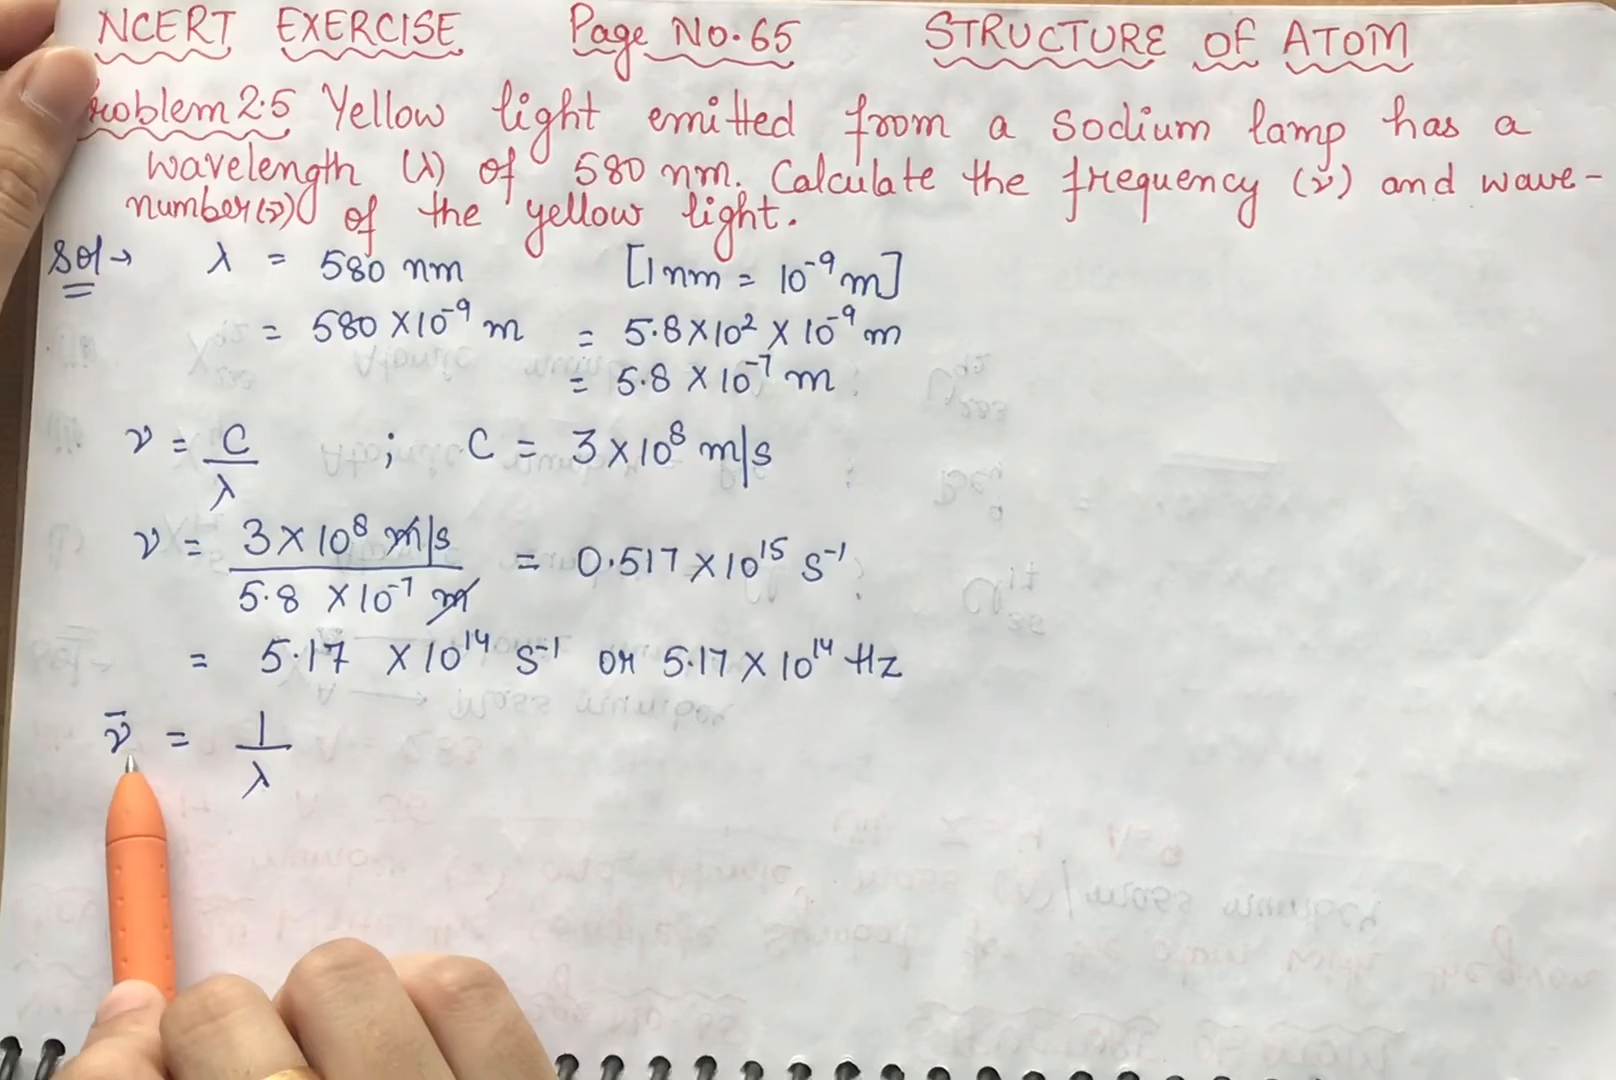 NCERT EXERCISE Page No.65 STRUCTURE OF ATOM
Problem 2.5 Yellow light emitted from a sodium lamp has a
wavelength (λ) of 580 nm. Calculate the frequency (ν) and wave-
number(ν̄) of the yellow light.
Sol→ λ = 580 nm [1 nm = 10⁻⁹ m]
= 580 × 10⁻⁹ m = 5.8 × 10² × 10⁻⁹ m
= 5.8 × 10⁻⁷ m
ν = C/λ ; C = 3 × 10⁸ m/s
ν = 3 × 10⁸ m/s / 5.8 × 10⁻⁷ m = 0.517 × 10¹⁵ S⁻¹
= 5.17 × 10¹⁴ S⁻¹ or 5.17 × 10¹⁴ Hz
ν̄ = 1/λ